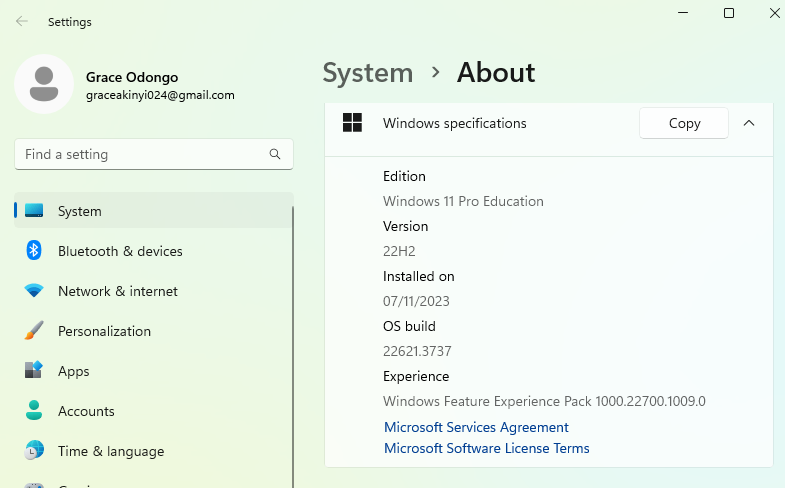 Settings
Grace Odongo
graceakinyi024@gmail.com
Find a setting
System
Bluetooth & devices
Network & internet
Personalization
Apps
Accounts
Time & language
System > About
Windows specifications
Copy
Edition
Windows 11 Pro Education
Version
22H2
Installed on
07/11/2023
OS build
22621.3737
Experience
Windows Feature Experience Pack 1000.22700.1009.0
Microsoft Services Agreement
Microsoft Software License Terms